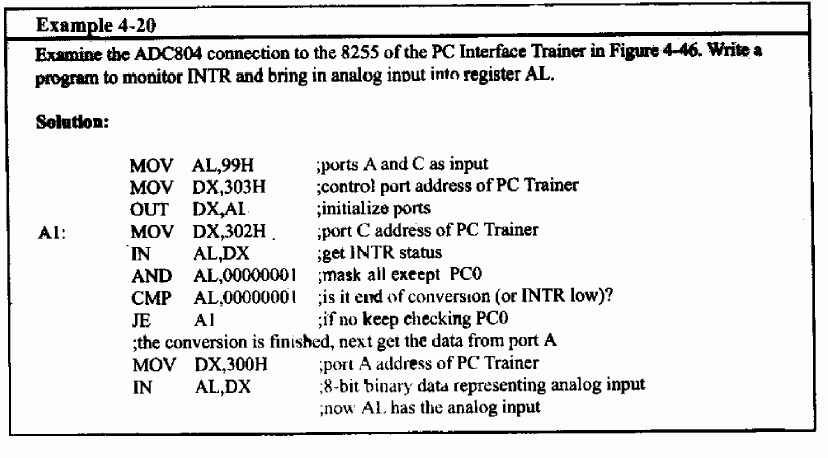 Example 4-20
Examine the ADC804 connection to the 8255 of the PC Interface Trainer in Figure 4-46. Write a
program to monitor INTR and bring in analog input into register AL.
Solution:
MOV AL,99H ;ports A and C as input
MOV DX,303H ;control port address of PC Trainer
OUT DX,AL ;initialize ports
A1: MOV DX,302H ;port C address of PC Trainer
IN AL,DX ;get INTR status
AND AL,00000001 ;mask all except PC0
CMP AL,00000001 ;is it end of conversion (or INTR low)?
JE A1 ;if no keep checking PC0
;the conversion is finished, next get the data from port A
MOV DX,300H ;port A address of PC Trainer
IN AL,DX ;8-bit binary data representing analog input
;now AL has the analog input